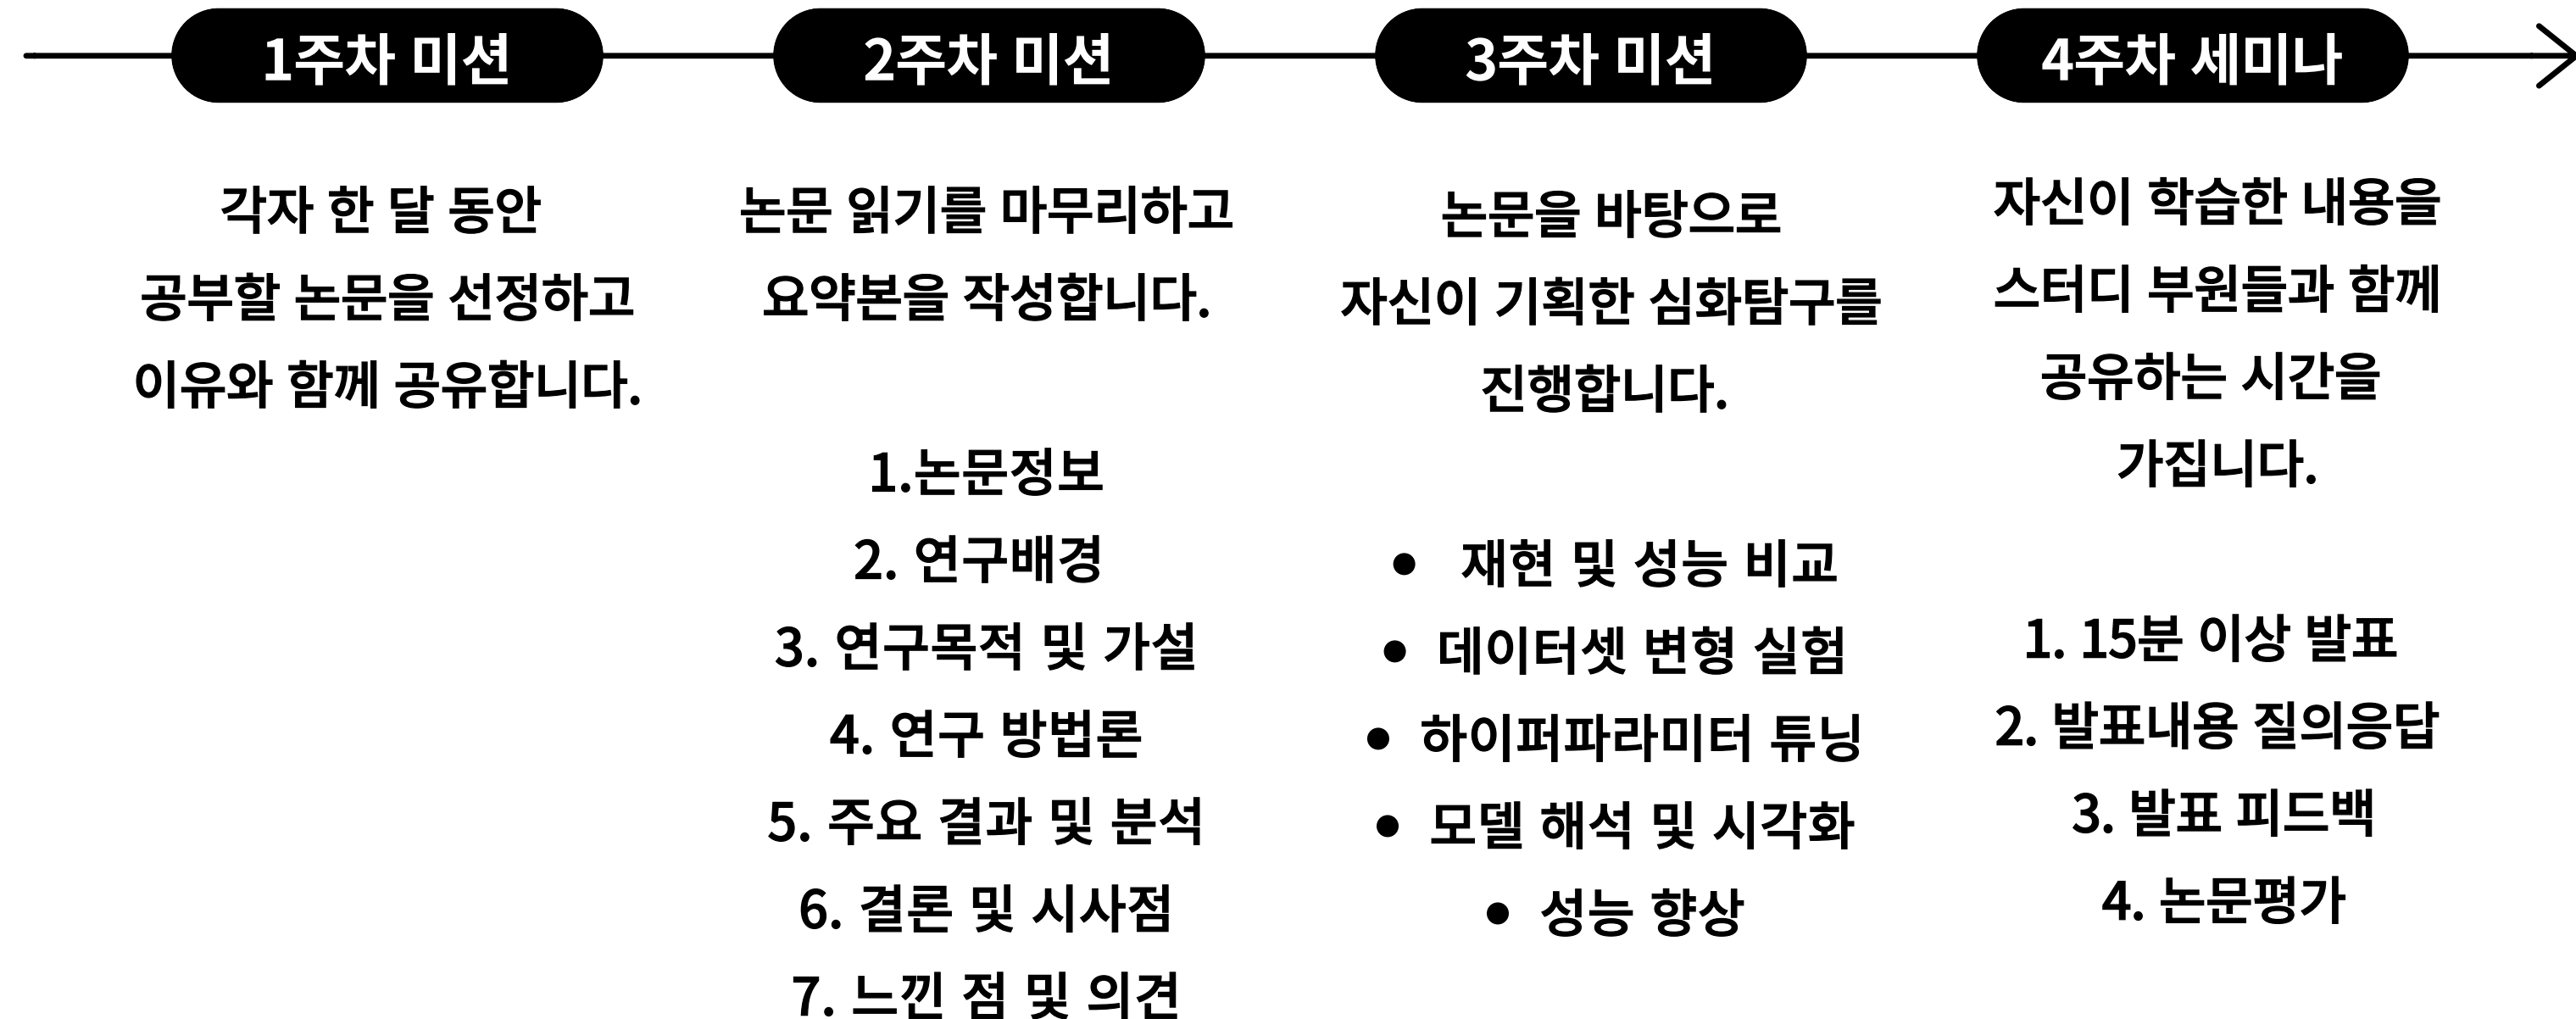 1주차 미션
각자 한 달 동안
공부할 논문을 선정하고
이유와 함께 공유합니다.
2주차 미션
논문 읽기를 마무리하고
요약본을 작성합니다.
1.논문정보
2. 연구배경
3. 연구목적 및 가설
4. 연구 방법론
5. 주요 결과 및 분석
6. 결론 및 시사점
7. 느낀 점 및 의견
3주차 미션
논문을 바탕으로
자신이 기획한 심화탐구를
진행합니다.
• 재현 및 성능 비교
• 데이터셋 변형 실험
• 하이퍼파라미터 튜닝
• 모델 해석 및 시각화
• 성능 향상
4주차 세미나
자신이 학습한 내용을
스터디 부원들과 함께
공유하는 시간을
가집니다.
1. 15분 이상 발표
2. 발표내용 질의응답
3. 발표 피드백
4. 논문평가